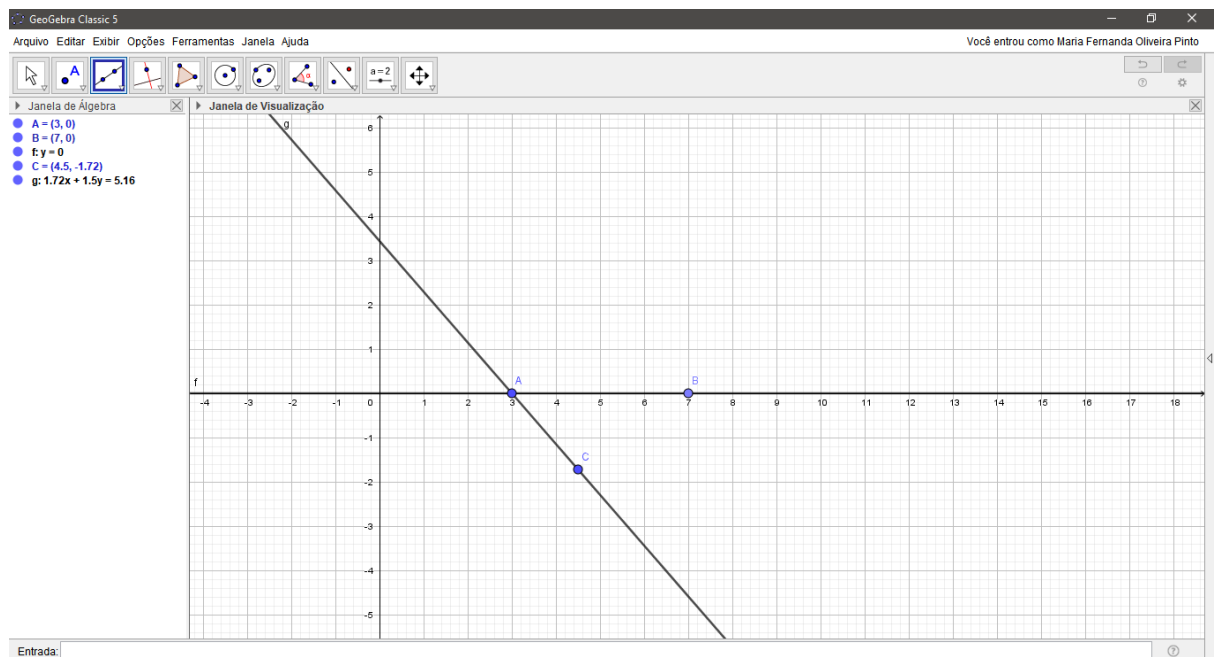 GeoGebra Classic 5
Arquivo Editar Exibir Opções Ferramentas Janela Ajuda
Você entrou como Maria Fernanda Oliveira Pinto
A
a=2
Janela de Álgebra
Janela de Visualização
A = (3, 0)
B = (7, 0)
f: y = 0
C = (4.5, -1.72)
g: 1.72x + 1.5y = 5.16
g
6
5
4
3
2
1
f
A
B
-4 -3 -2 -1 0 1 2 3 4 5 6 7 8 9 10 11 12 13 14 15 16 17 18
-1
C
-2
-3
-4
-5
Entrada: